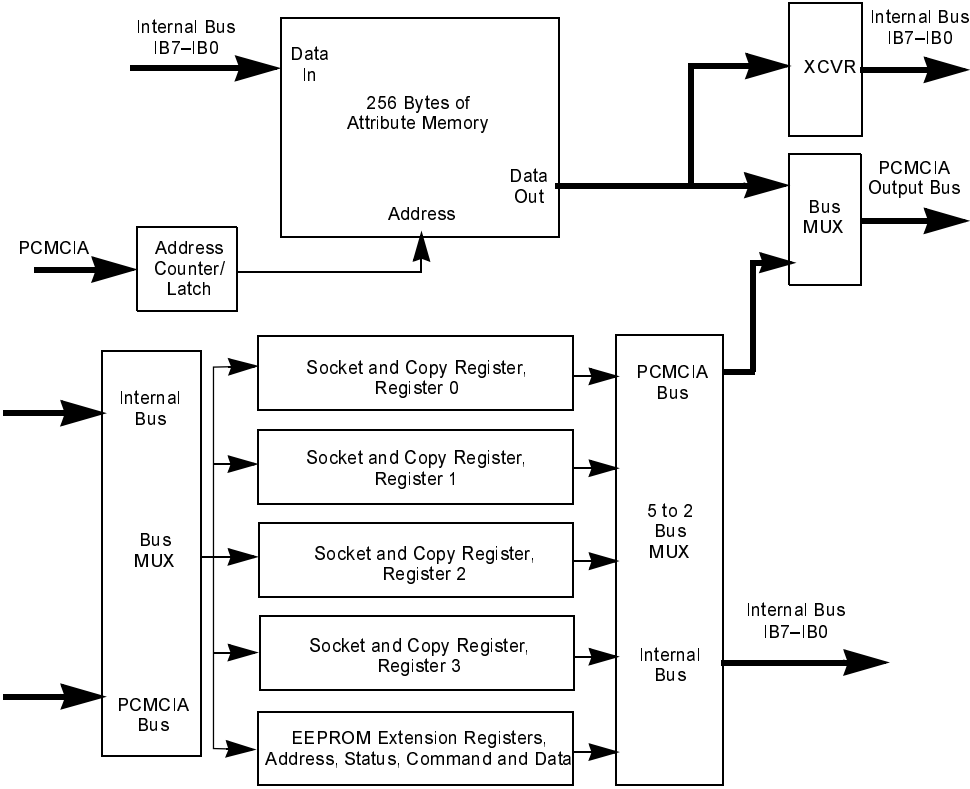 Internal Bus
IB7–IB0
Data
In
256 Bytes of
Attribute Memory
Data
Out
Address
XCVR
Internal Bus
IB7–IB0
Bus
MUX
PCMCIA
Output Bus
PCMCIA
Address
Counter/
Latch
Internal
Bus
Bus
MUX
PCMCIA
Bus
Socket and Copy Register,
Register 0
Socket and Copy Register,
Register 1
Socket and Copy Register,
Register 2
Socket and Copy Register,
Register 3
EEPROM Extension Registers,
Address, Status, Command and Data
PCMCIA
Bus
5 to 2
Bus
MUX
Internal
Bus
Internal Bus
IB7–IB0